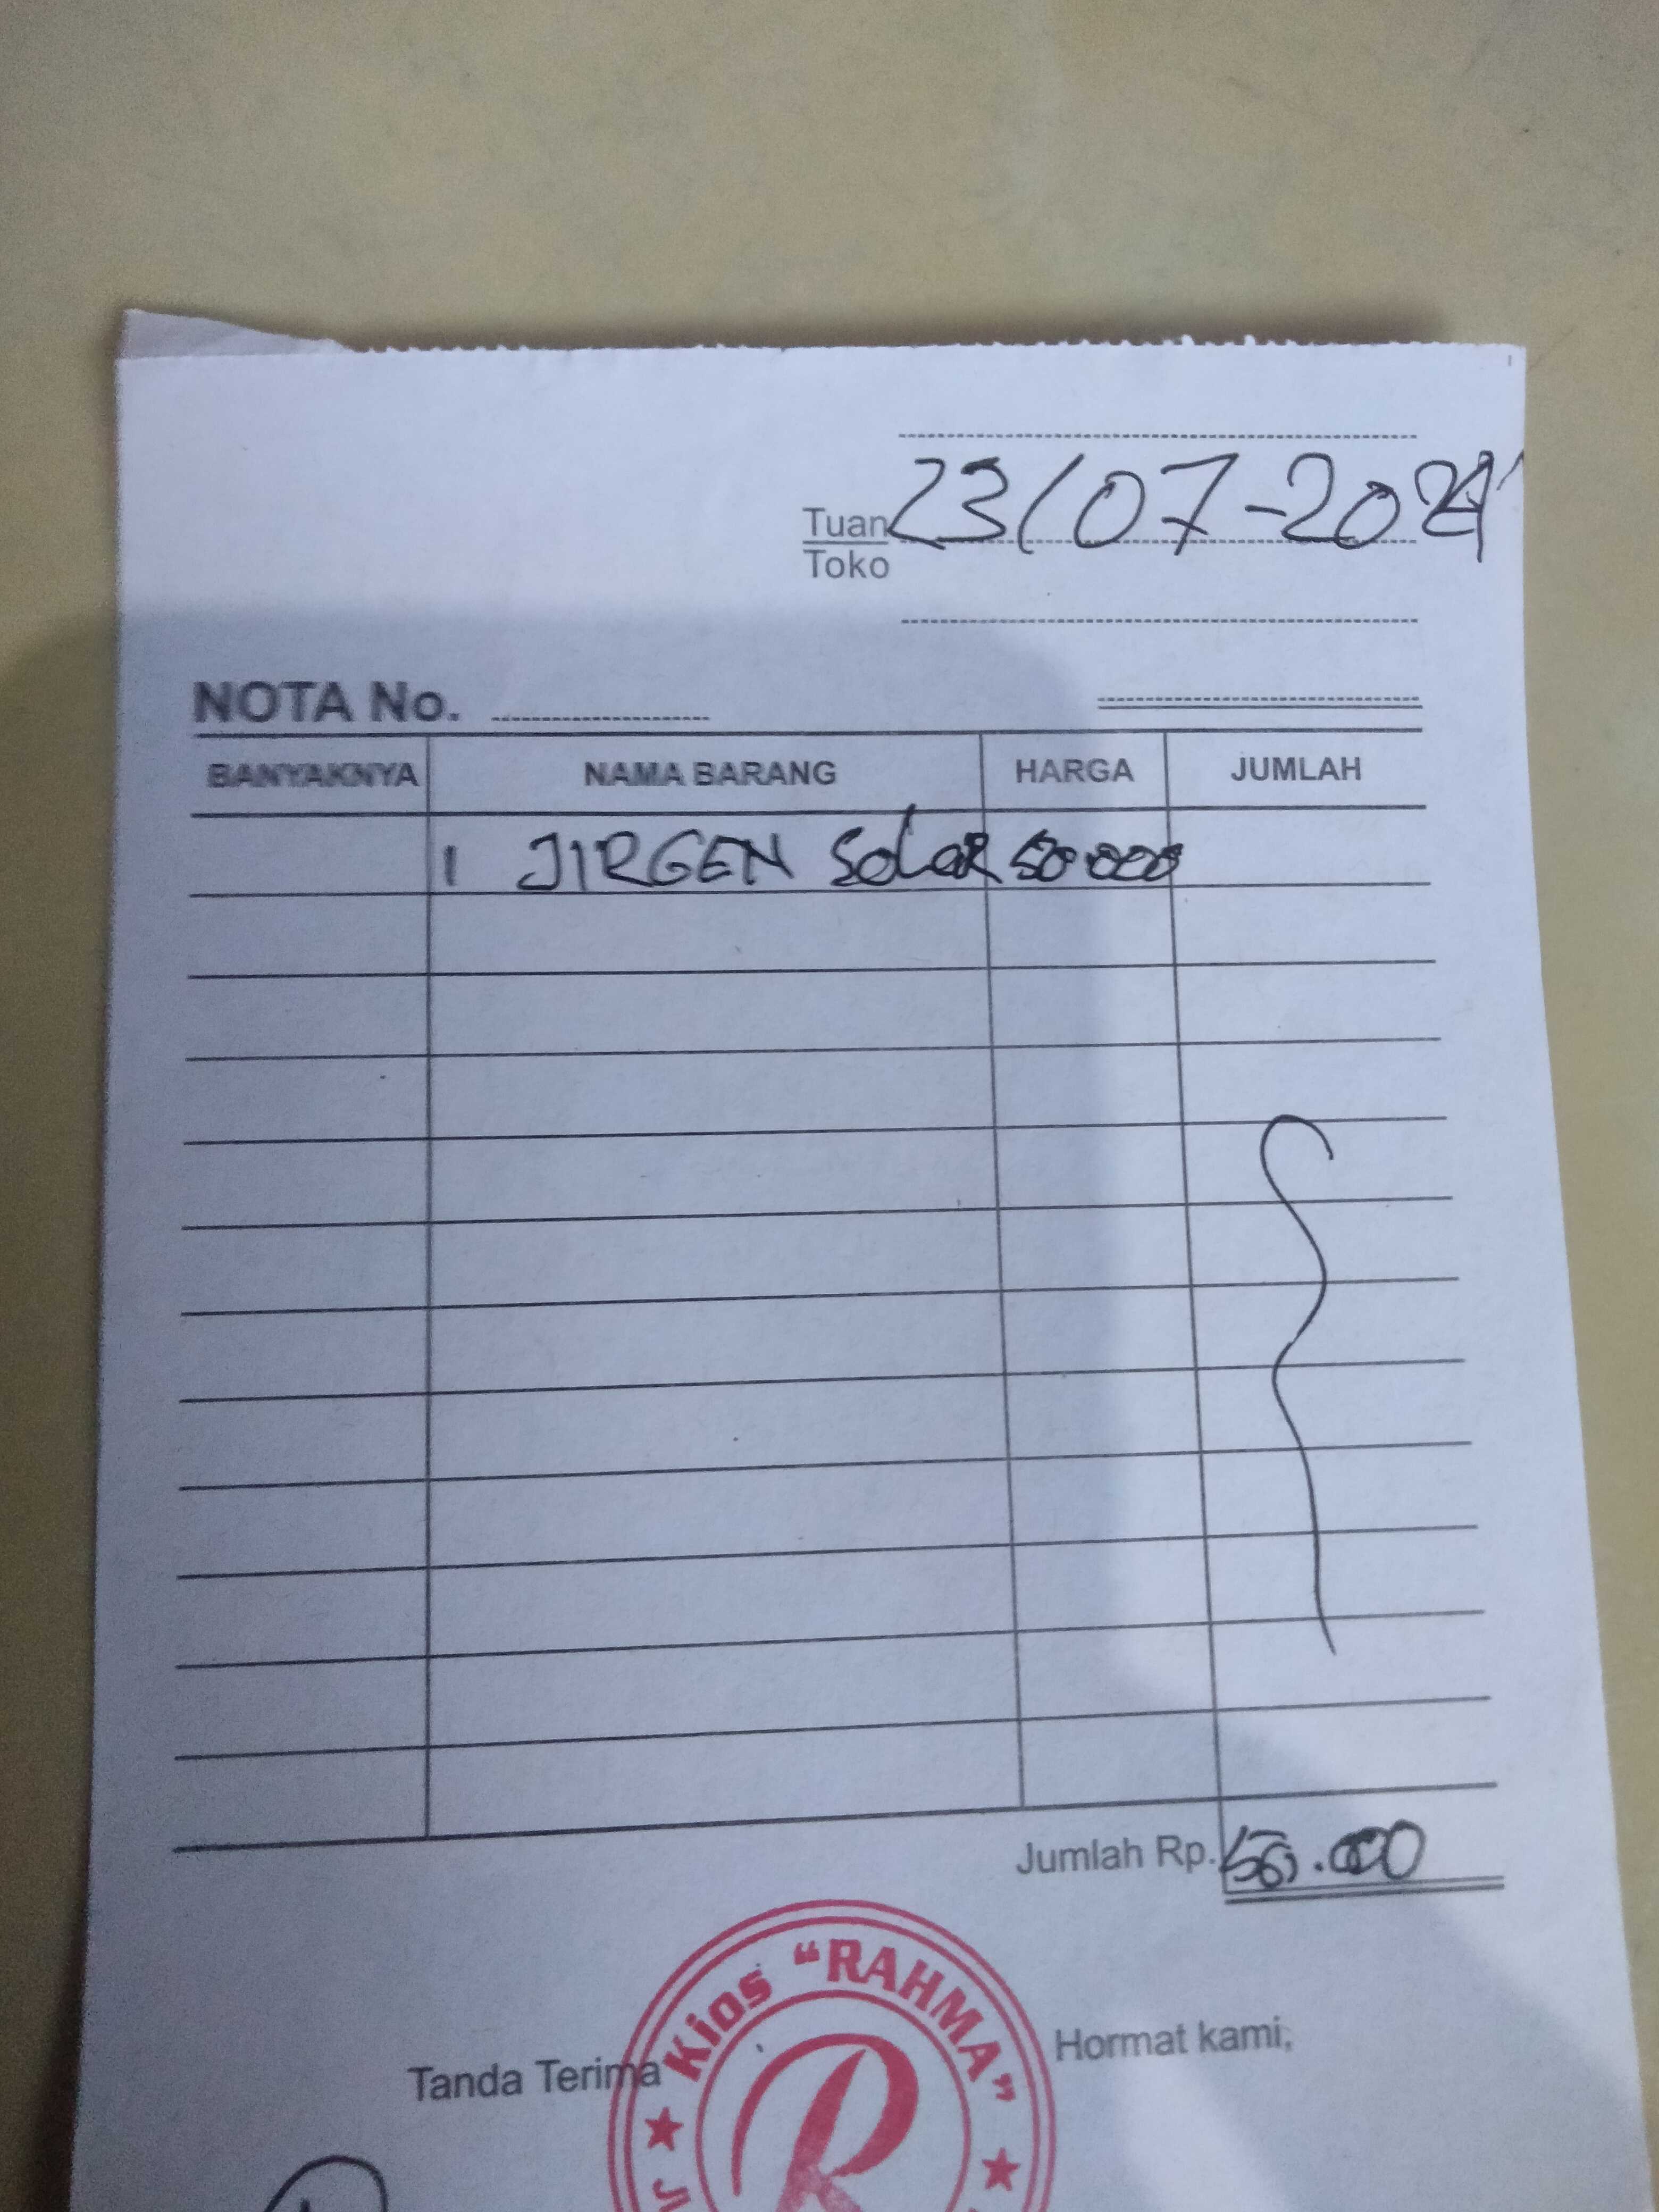 23/07-2021
Tuan
Toko
NOTA No.
BANYAKNYA NAMA BARANG HARGA JUMLAH
1 JIRGEN Solar 50.000
Jumlah Rp. 50.000
Kios "RAHMA"
R
Tanda Terima
Hormat kami,